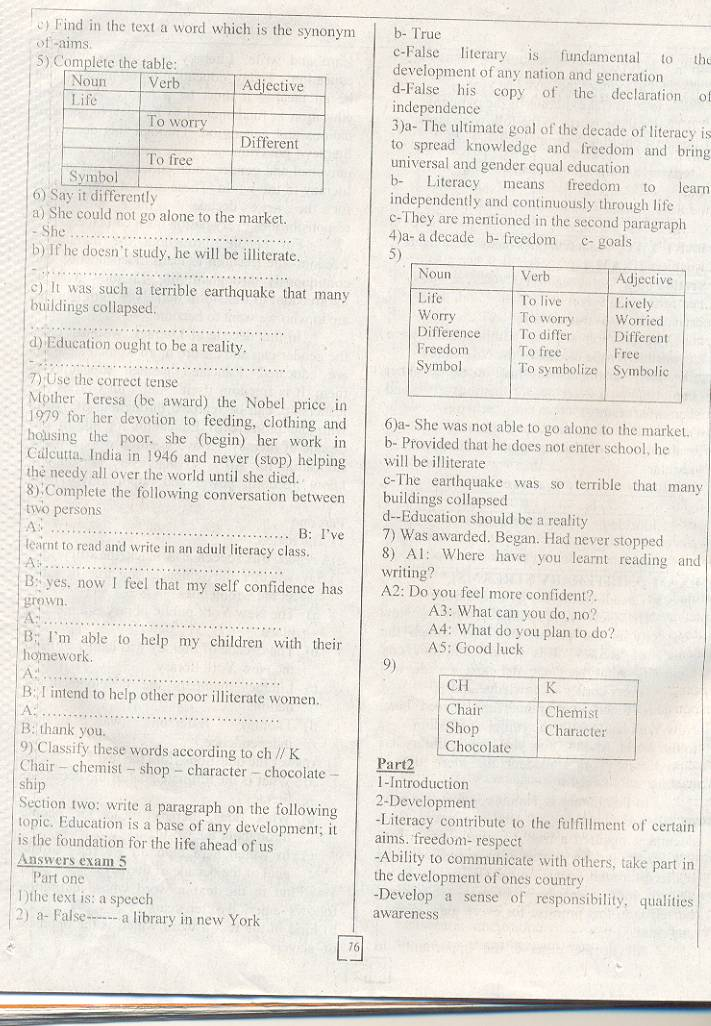 c) Find in the text a word which is the synonym
of -aims.
5) Complete the table:
Noun Verb Adjective
Life
To worry
Different
To free
Symbol
6) Say it differently
a) She could not go alone to the market.
- She ........................................
b) If he doesn't study, he will be illiterate.
- ........................................
c) It was such a terrible earthquake that many
buildings collapsed.
........................................
d) Education ought to be a reality.
- ........................................
7) Use the correct tense
Mother Teresa (be award) the Nobel price in
1979 for her devotion to feeding, clothing and
housing the poor. she (begin) her work in
Calcutta, India in 1946 and never (stop) helping
the needy all over the world until she died.
8) Complete the following conversation between
two persons
A: ........................................ B: I've
learnt to read and write in an adult literacy class.
A: ........................................
B: yes, now I feel that my self confidence has
grown.
A: ........................................
B: I'm able to help my children with their
homework.
A: ........................................
B: I intend to help other poor illiterate women.
A: ........................................
B: thank you.
9) Classify these words according to ch // K
Chair – chemist – shop – character – chocolate –
ship
Section two: write a paragraph on the following
topic. Education is a base of any development; it
is the foundation for the life ahead of us
Answers exam 5
Part one
1)the text is: a speech
2) a- False------ a library in new York
b- True
c-False literary is fundamental to the
development of any nation and generation
d-False his copy of the declaration of
independence
3)a- The ultimate goal of the decade of literacy is
to spread knowledge and freedom and bring
universal and gender equal education
b- Literacy means freedom to learn
independently and continuously through life
c-They are mentioned in the second paragraph
4)a- a decade b- freedom c- goals
5)
Noun Verb Adjective
Life To live Lively
Worry To worry Worried
Difference To differ Different
Freedom To free Free
Symbol To symbolize Symbolic
6)a- She was not able to go alone to the market.
b- Provided that he does not enter school, he
will be illiterate
c-The earthquake was so terrible that many
buildings collapsed
d--Education should be a reality
7) Was awarded. Began. Had never stopped
8) A1: Where have you learnt reading and
writing?
A2: Do you feel more confident?.
A3: What can you do, no?
A4: What do you plan to do?
A5: Good luck
9)
CH K
Chair Chemist
Shop Character
Chocolate
Part2
1-Introduction
2-Development
-Literacy contribute to the fulfillment of certain
aims. freedom- respect
-Ability to communicate with others, take part in
the development of ones country
-Develop a sense of responsibility, qualities
awareness
76